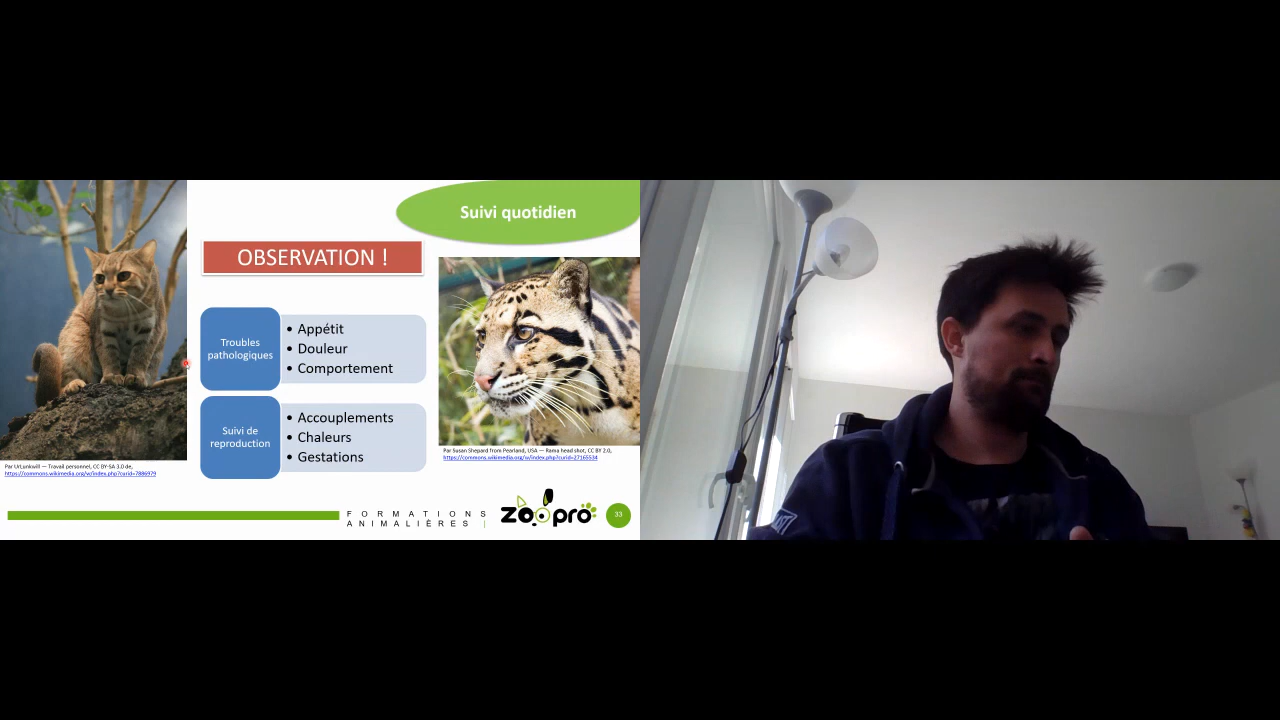 Suivi quotidien
OBSERVATION !
Troubles
pathologiques
• Appétit
• Douleur
• Comportement
Suivi de
reproduction
• Accouplements
• Chaleurs
• Gestations
Par UrLunkwill — Travail personnel, CC BY-SA 3.0 de,
https://commons.wikimedia.org/w/index.php?curid=7886979
Par Susan Shepard from Pearland, USA — Rama head shot, CC BY 2.0,
https://commons.wikimedia.org/w/index.php?curid=27165534
FORMATIONS
ANIMALIÈRES |
zoopro
33